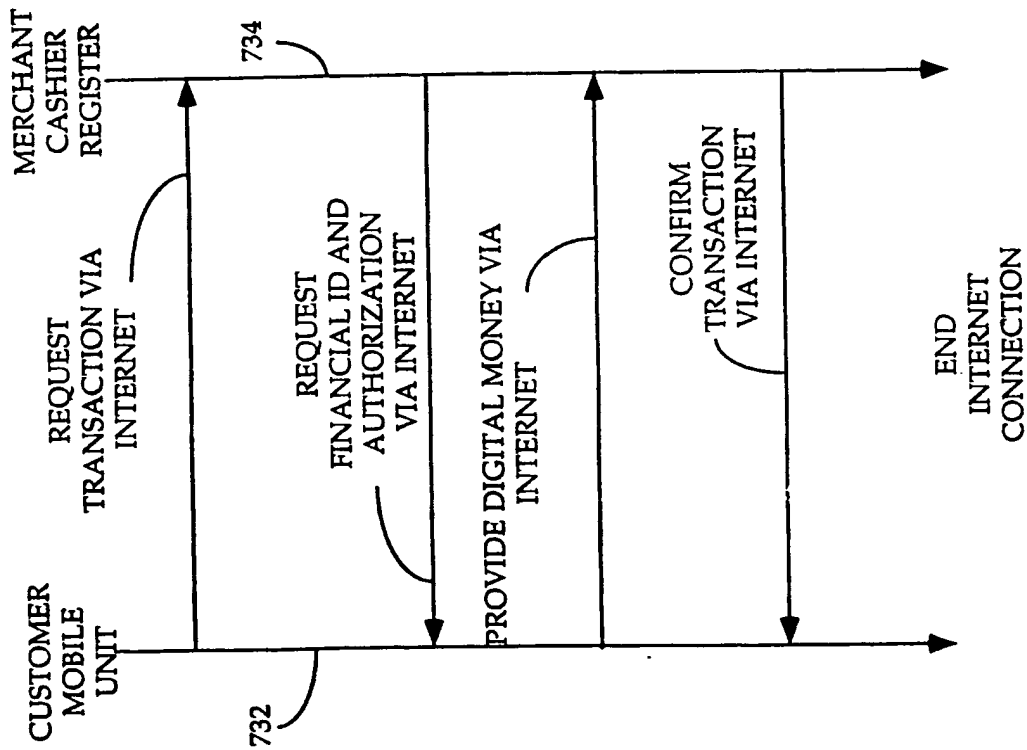 CUSTOMER
MOBILE
UNIT
MERCHANT
CASHIER
REGISTER
732
734
REQUEST
TRANSACTION VIA
INTERNET
REQUEST
FINANCIAL ID AND
AUTHORIZATION
VIA INTERNET
PROVIDE DIGITAL MONEY VIA
INTERNET
CONFIRM
TRANSACTION
VIA INTERNET
END
INTERNET
CONNECTION